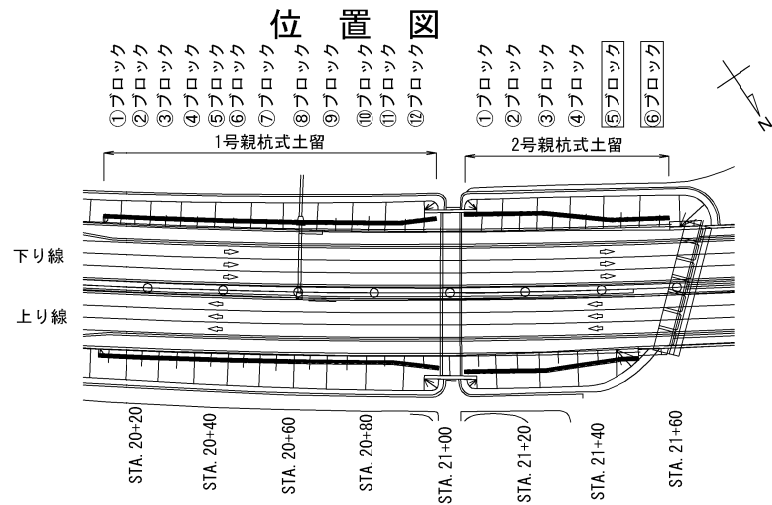 位置図
①ブロック
②ブロック
③ブロック
④ブロック
⑤ブロック
⑥ブロック
⑦ブロック
⑧ブロック
⑨ブロック
⑩ブロック
⑪ブロック
⑫ブロック
①ブロック
②ブロック
③ブロック
④ブロック
⑤ブロック
⑥ブロック
1号親杭式土留
2号親杭式土留
N
下り線
上り線
STA.20+20
STA.20+40
STA.20+60
STA.20+80
STA.21+00
STA.21+20
STA.21+40
STA.21+60